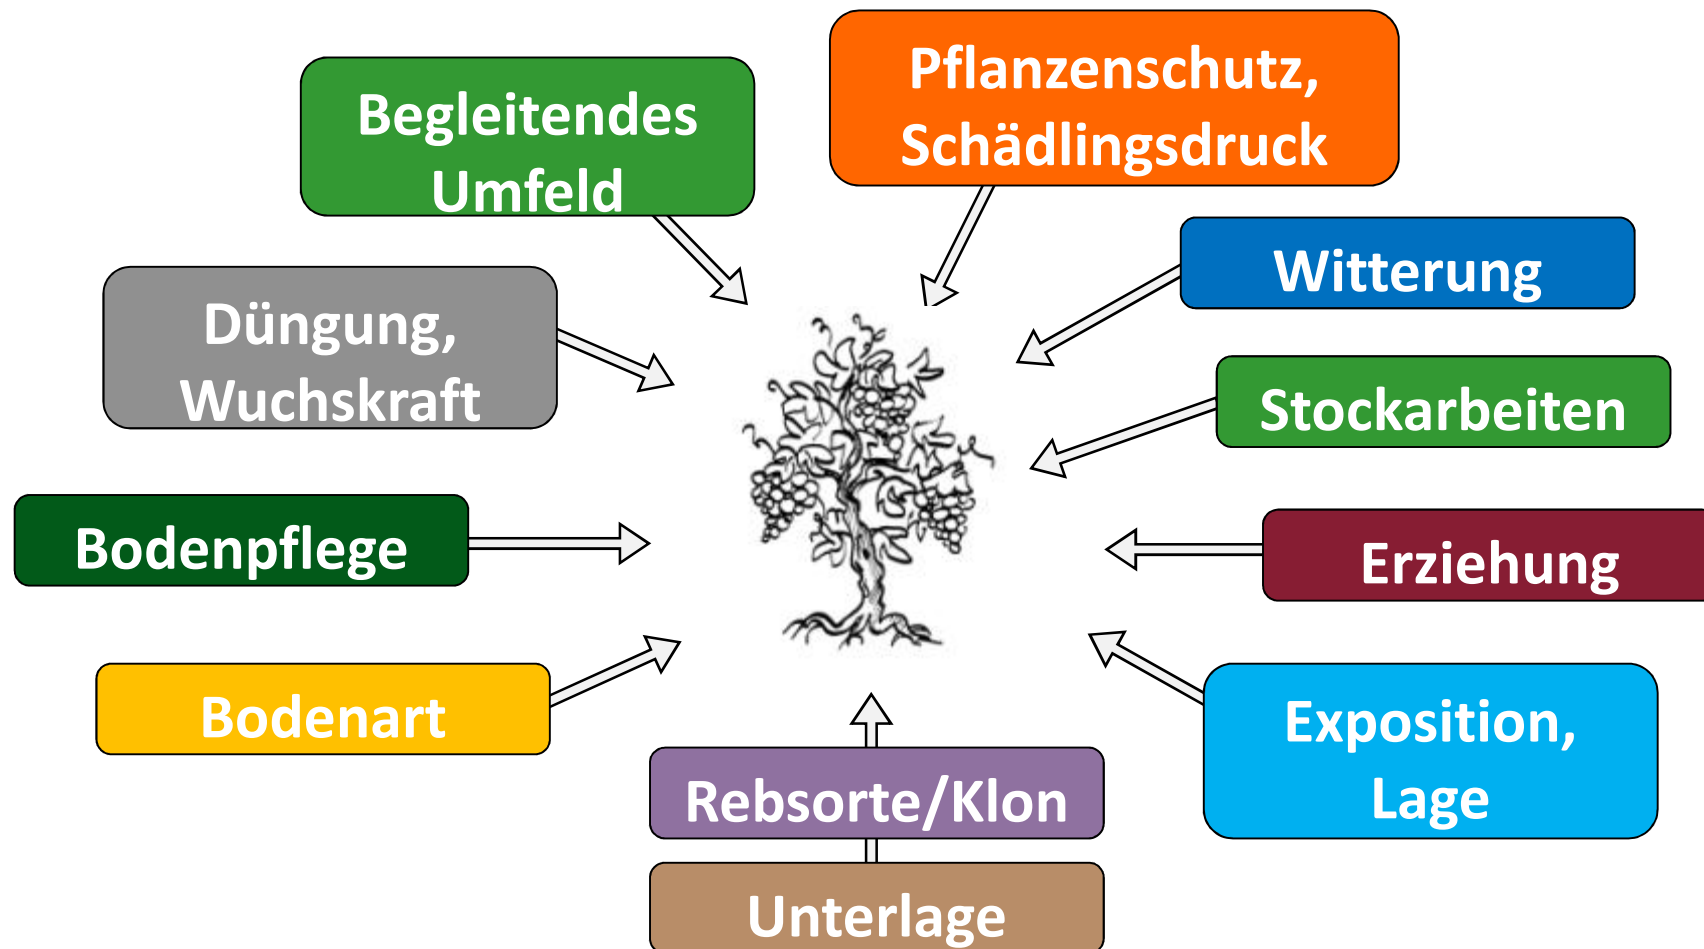 Pflanzenschutz,
Schädlingsdruck
Begleitendes
Umfeld
Witterung
Düngung,
Wuchskraft
Stockarbeiten
Bodenpflege
Erziehung
Bodenart
Exposition,
Lage
Rebsorte/Klon
Unterlage